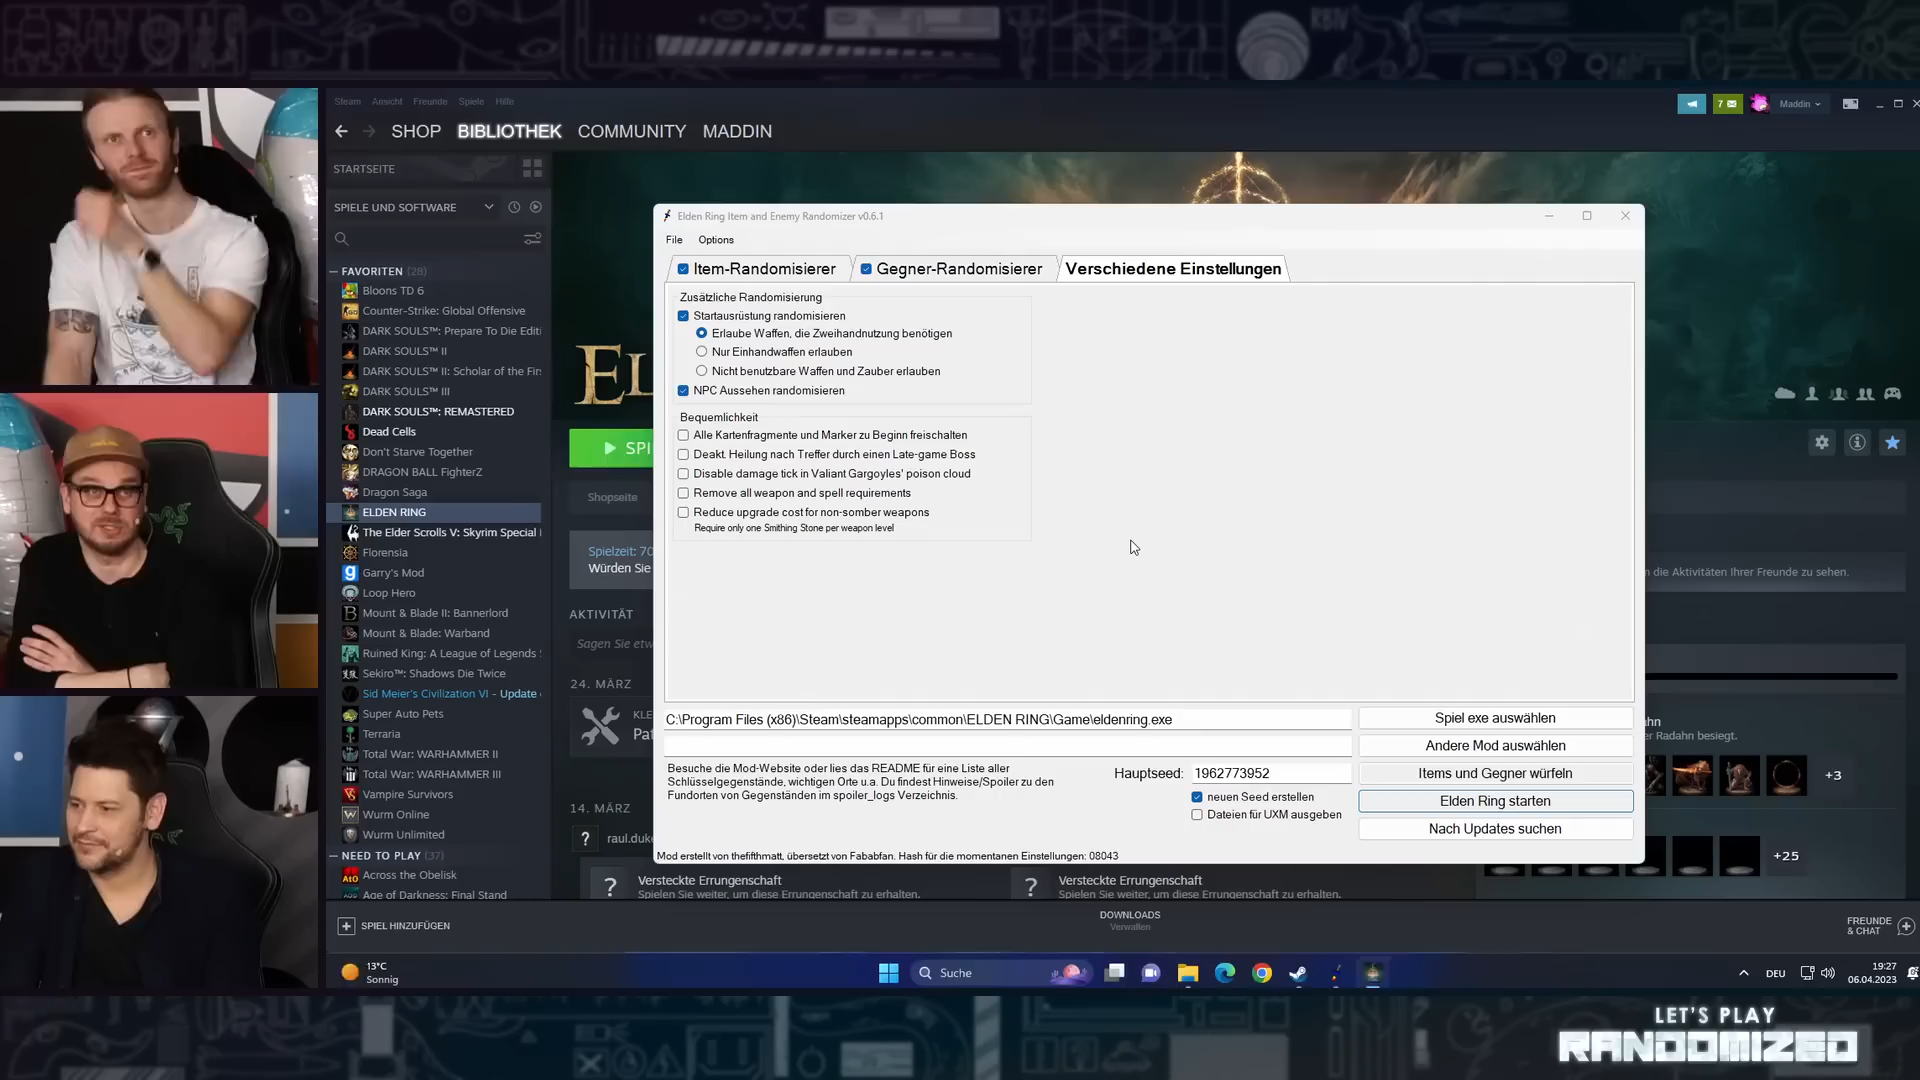 Steam Ansicht Freunde Spiele Hilfe
7 Maddin
SHOP BIBLIOTHEK COMMUNITY MADDIN
STARTSEITE
SPIELE UND SOFTWARE
FAVORITEN (28)
Bloons TD 6
Counter-Strike: Global Offensive
DARK SOULS™: Prepare To Die Editi
DARK SOULS™ II
DARK SOULS™ II: Scholar of the Firs
DARK SOULS™ III
DARK SOULS™: REMASTERED
Dead Cells
Don't Starve Together
DRAGON BALL FighterZ
Dragon Saga
ELDEN RING
The Elder Scrolls V: Skyrim Special
Florensia
Garry's Mod
Loop Hero
Mount & Blade II: Bannerlord
Mount & Blade: Warband
Ruined King: A League of Legends
Sekiro™: Shadows Die Twice
Sid Meier's Civilization VI - Update
Super Auto Pets
Terraria
Total War: WARHAMMER II
Total War: WARHAMMER III
Vampire Survivors
Wurm Online
Wurm Unlimited
NEED TO PLAY (37)
Across the Obelisk
Age of Darkness: Final Stand
SPIEL HINZUFÜGEN
EL
SPI
Shopseite
Spielzeit: 70
Würden Sie
AKTIVITÄT
Sagen Sie etw
24. MÄRZ
KLE
Pat
14. MÄRZ
raul.duk
Elden Ring Item and Enemy Randomizer v0.6.1
File Options
Item-Randomisierer Gegner-Randomisierer Verschiedene Einstellungen
Zusätzliche Randomisierung
Startausrüstung randomisieren
Erlaube Waffen, die Zweihandnutzung benötigen
Nur Einhandwaffen erlauben
Nicht benutzbare Waffen und Zauber erlauben
NPC Aussehen randomisieren
Bequemlichkeit
Alle Kartenfragmente und Marker zu Beginn freischalten
Deakt. Heilung nach Treffer durch einen Late-game Boss
Disable damage tick in Valiant Gargoyles' poison cloud
Remove all weapon and spell requirements
Reduce upgrade cost for non-somber weapons
Require only one Smithing Stone per weapon level
C:\Program Files (x86)\Steam\steamapps\common\ELDEN RING\Game\eldenring.exe
Spiel exe auswählen
Andere Mod auswählen
Besuche die Mod-Website oder lies das README für eine Liste aller
Schlüsselgegenstände, wichtigen Orte u.a. Du findest Hinweise/Spoiler zu den
Fundorten von Gegenständen im spoiler_logs Verzeichnis.
Hauptseed: 1962773952
neuen Seed erstellen
Dateien für UXM ausgeben
Items und Gegner würfeln
Elden Ring starten
Nach Updates suchen
Mod erstellt von thefifthmatt, übersetzt von Fababfan. Hash für die momentanen Einstellungen: 08043
m die Aktivitäten Ihrer Freunde zu sehen.
hn
er Radahn besiegt.
+3
+25
? Versteckte Errungenschaft
Spielen Sie weiter, um diese Errungenschaft zu erhalten.
? Versteckte Errungenschaft
Spielen Sie weiter, um diese Errungenschaft zu erhalten.
DOWNLOADS
Verwalten
FREUNDE
& CHAT
13°C
Sonnig
Suche
DEU
19:27
06.04.2023
LET'S PLAY
RANDOMIZED